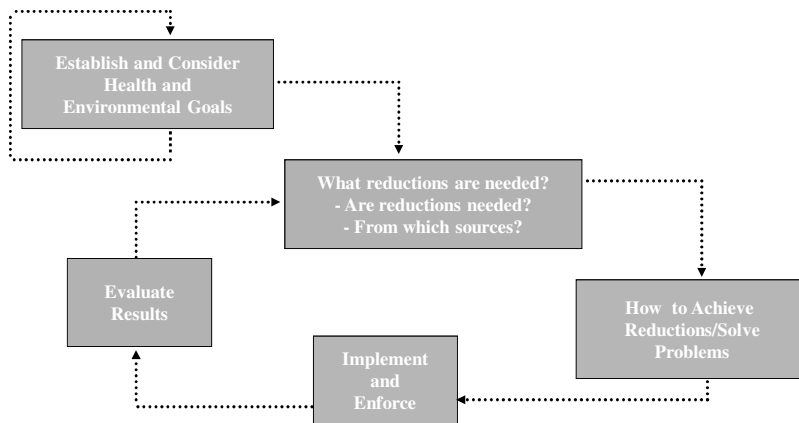 Establish and Consider
Health and
Environmental Goals
What reductions are needed?
- Are reductions needed?
- From which sources?
Evaluate
Results
How to Achieve
Reductions/Solve
Problems
Implement
and
Enforce